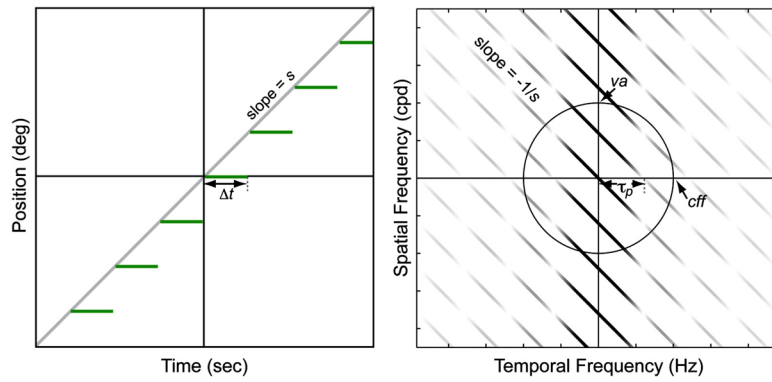 Position (deg)
slope = s
Δt
Time (sec)
Spatial Frequency (cpd)
slope = -1/s
va
τp
cff
Temporal Frequency (Hz)